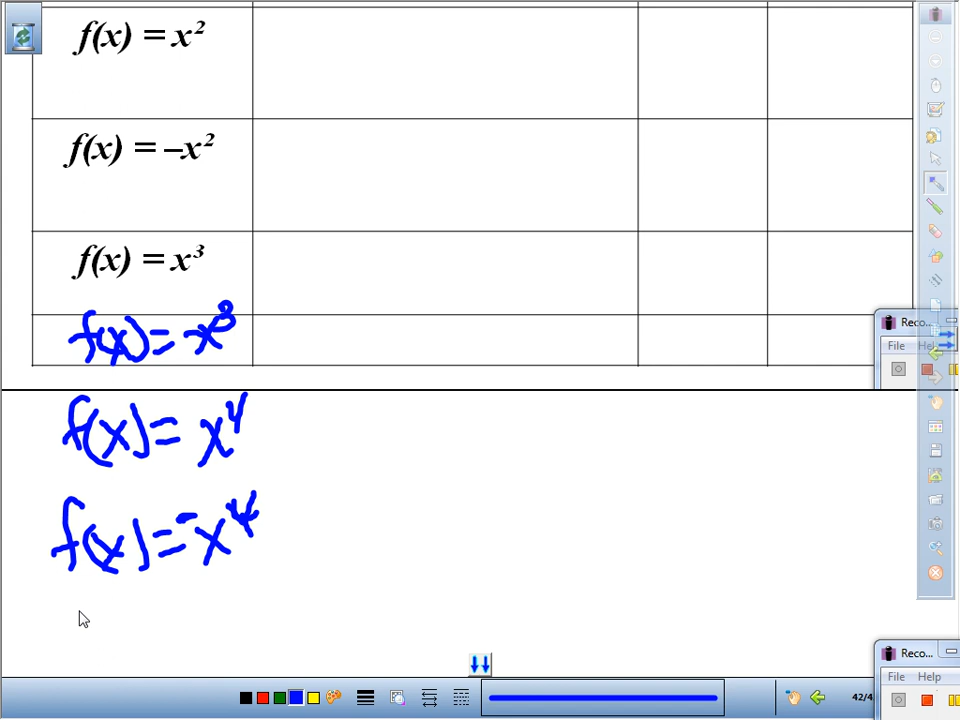 f(x) = x²
f(x) = –x²
f(x) = x³
f(x) = -x³
Reco...
File Help
f(x) = x⁴
f(x) = -x⁴
Reco...
File Help
42/4